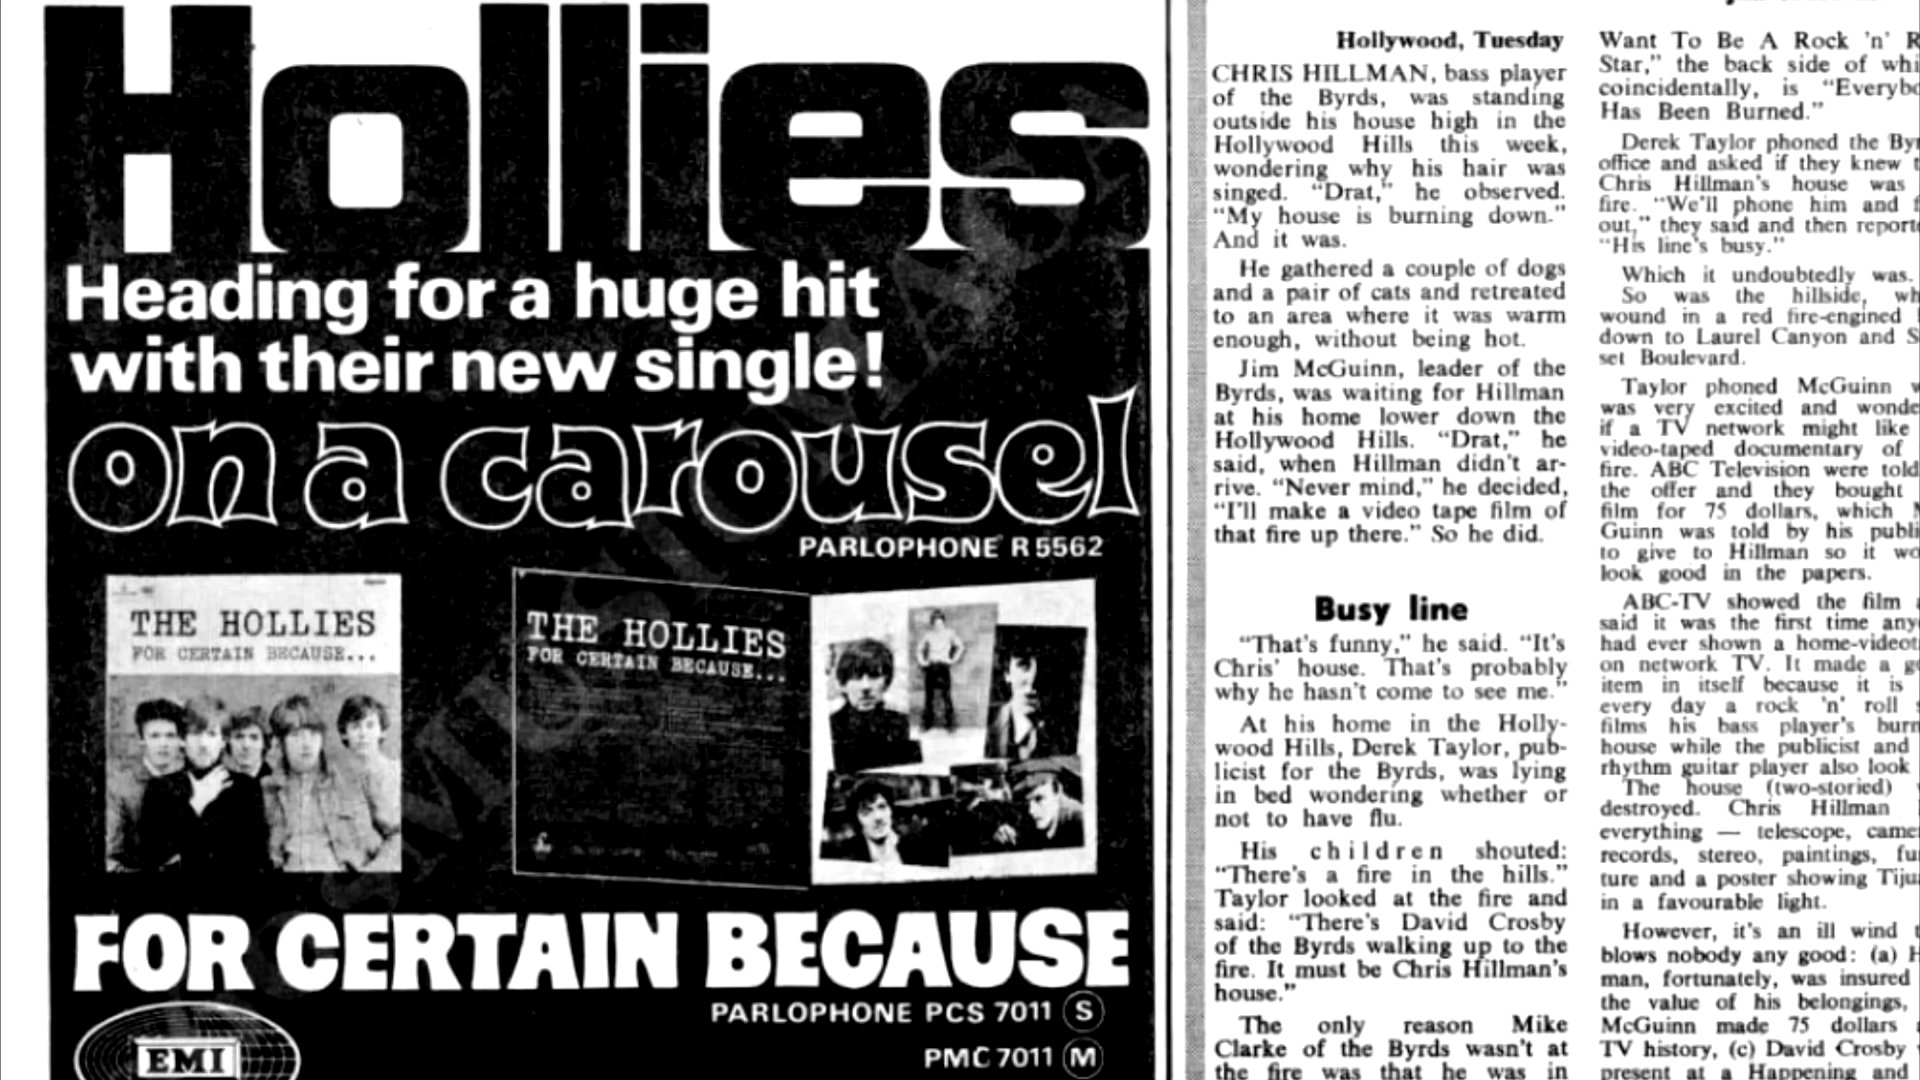 Hollies
Heading for a huge hit
with their new single!
on a carousel
PARLOPHONE R 5562
THE HOLLIES
FOR CERTAIN BECAUSE...
THE HOLLIES
FOR CERTAIN BECAUSE...
FOR CERTAIN BECAUSE
PARLOPHONE PCS 7011 S
PMC 7011 M
EMI
Hollywood, Tuesday
CHRIS HILLMAN, bass player
of the Byrds, was standing
outside his house high in the
Hollywood Hills this week,
wondering why his hair was
singed. “Drat,” he observed.
“My house is burning down.”
And it was.
He gathered a couple of dogs
and a pair of cats and retreated
to an area where it was warm
enough, without being hot.
Jim McGuinn, leader of the
Byrds, was waiting for Hillman
at his home lower down the
Hollywood Hills. “Drat,” he
said, when Hillman didn't ar-
rive. “Never mind,” he decided,
“I'll make a video tape film of
that fire up there.” So he did.
Busy line
“That's funny,” he said. “It's
Chris' house. That's probably
why he hasn't come to see me.”
At his home in the Holly-
wood Hills, Derek Taylor, pub-
licist for the Byrds, was lying
in bed wondering whether or
not to have flu.
His children shouted:
“There's a fire in the hills.”
Taylor looked at the fire and
said: “There's David Crosby
of the Byrds walking up to the
fire. It must be Chris Hillman's
house.”
The only reason Mike
Clarke of the Byrds wasn't at
the fire was that he was in
Want To Be A Rock 'n' R
Star,” the back side of whi
coincidentally, is “Everybo
Has Been Burned.”
Derek Taylor phoned the Byr
office and asked if they knew t
Chris Hillman's house was
fire. “We'll phone him and f
out,” they said and then reporte
“His line's busy.”
Which it undoubtedly was.
So was the hillside, wh
wound in a red fire-engined
down to Laurel Canyon and S
set Boulevard.
Taylor phoned McGuinn w
was very excited and wonde
if a TV network might like
video-taped documentary of
fire. ABC Television were told
the offer and they bought
film for 75 dollars, which M
Guinn was told by his publi
to give to Hillman so it wo
look good in the papers.
ABC-TV showed the film a
said it was the first time any
had ever shown a home-videot
on network TV. It made a go
item in itself because it is
every day a rock 'n' roll s
films his bass player's burn
house while the publicist and
rhythm guitar player also look
The house (two-storied) w
destroyed. Chris Hillman
everything — telescope, came
records, stereo, paintings, fu
ture and a poster showing Tiju
in a favourable light.
However, it's an ill wind t
blows nobody any good: (a) H
man, fortunately, was insured
the value of his belongings,
McGuinn made 75 dollars a
TV history, (c) David Crosby w
present at a Happening and